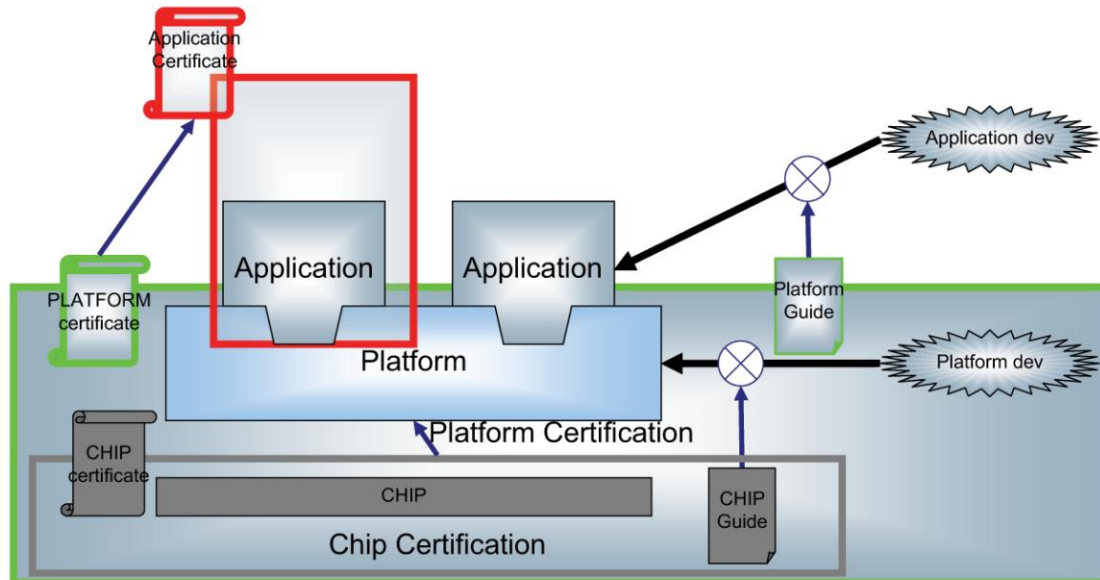 Application
Certificate
Application dev
Application
Application
PLATFORM
certificate
Platform
Guide
Platform
Platform dev
Platform Certification
CHIP
certificate
CHIP
CHIP
Guide
Chip Certification